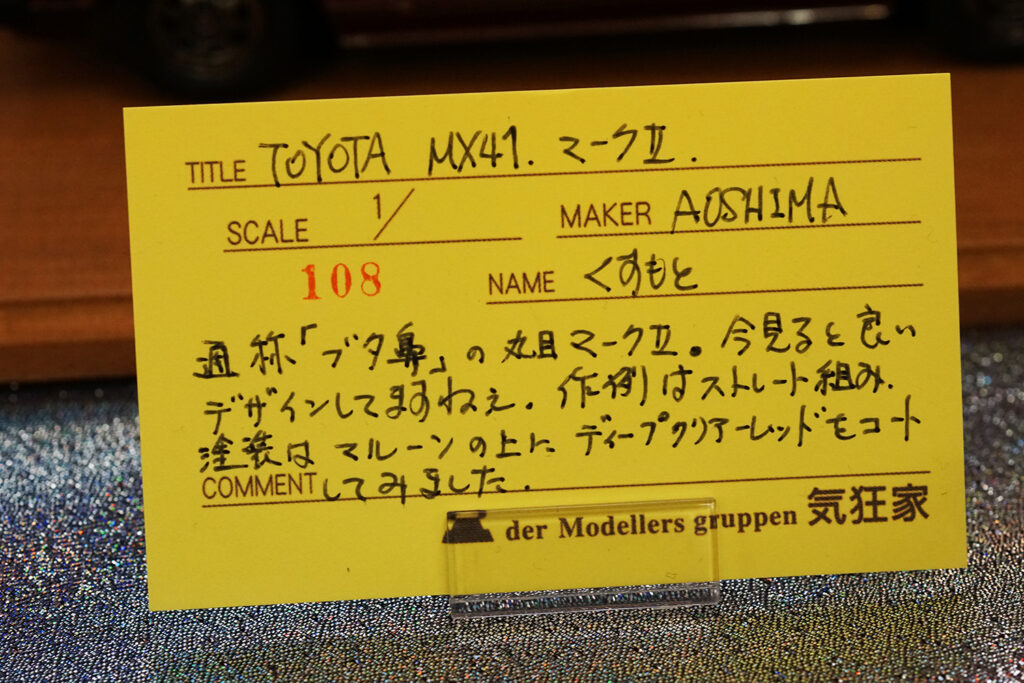 TITLE TOYOTA MX41. マークⅡ.
SCALE 1/
MAKER AOSHIMA
108
NAME くすもと
通称「ブタ鼻」の丸目マークⅡ。今見ると良い
デザインしてますねぇ. 作例はストレート組み.
塗装はマルーンの上にディープクリアーレッドをコート
COMMENT してみました.
der Modellers gruppen 気狂家